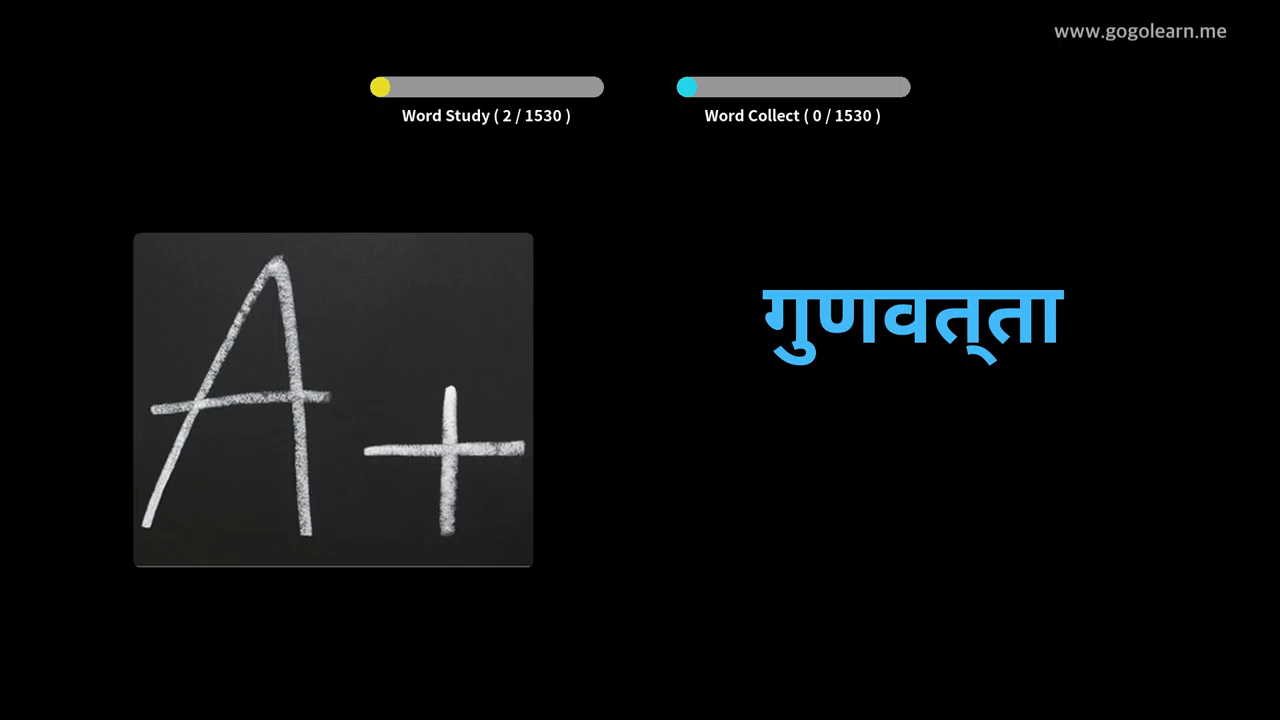 www.gogolearn.me
Word Study ( 2 / 1530 )
Word Collect ( 0 / 1530 )
A+
गुणवत्‌ता